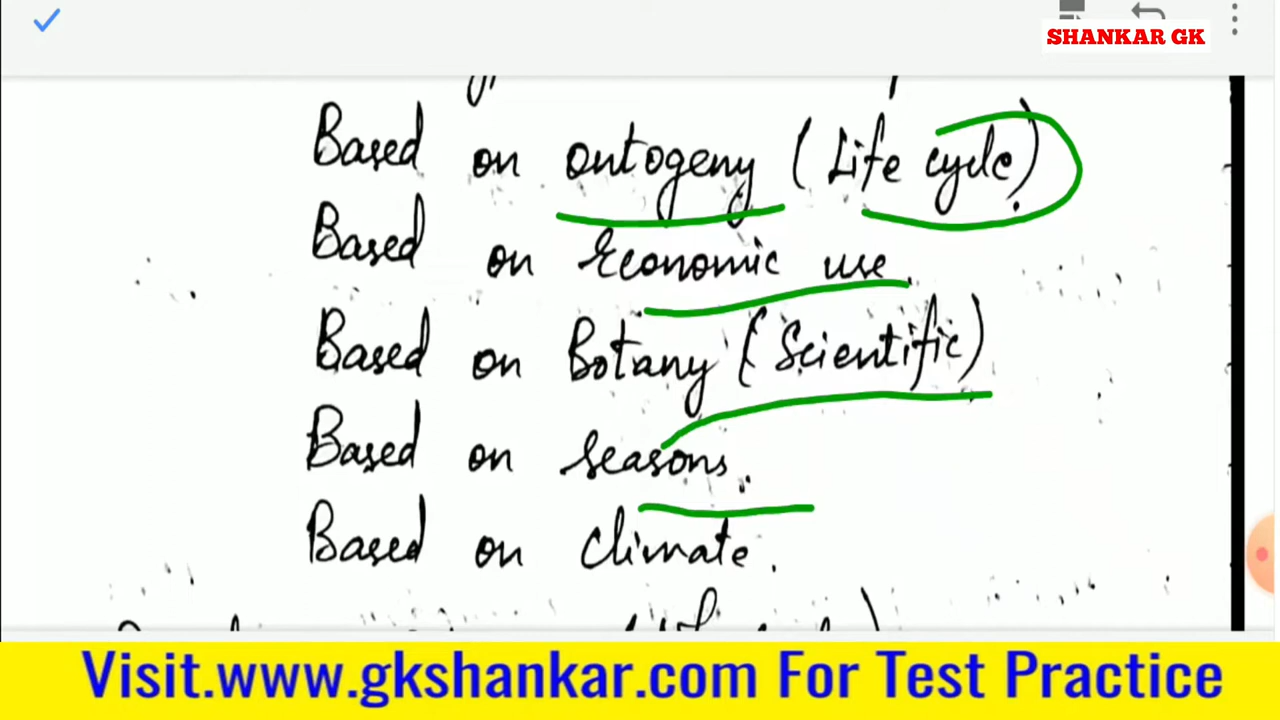 SHANKAR GK
Based on ontogeny (Life cycle)
Based on Economic use.
Based on Botany (Scientific)
Based on seasons.
Based on climate.
Visit.www.gkshankar.com For Test Practice